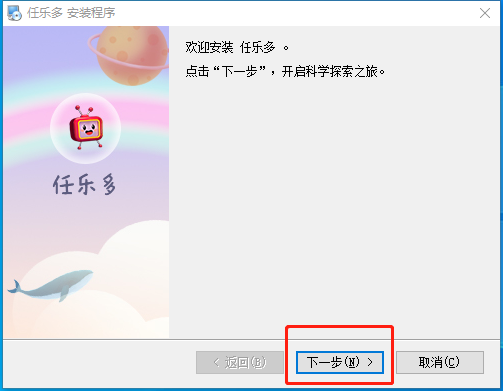 任乐多 安装程序
欢迎安装 任乐多 。
点击“下一步”，开启科学探索之旅。
任乐多
< 返回(B)
下一步(N) >
取消(C)